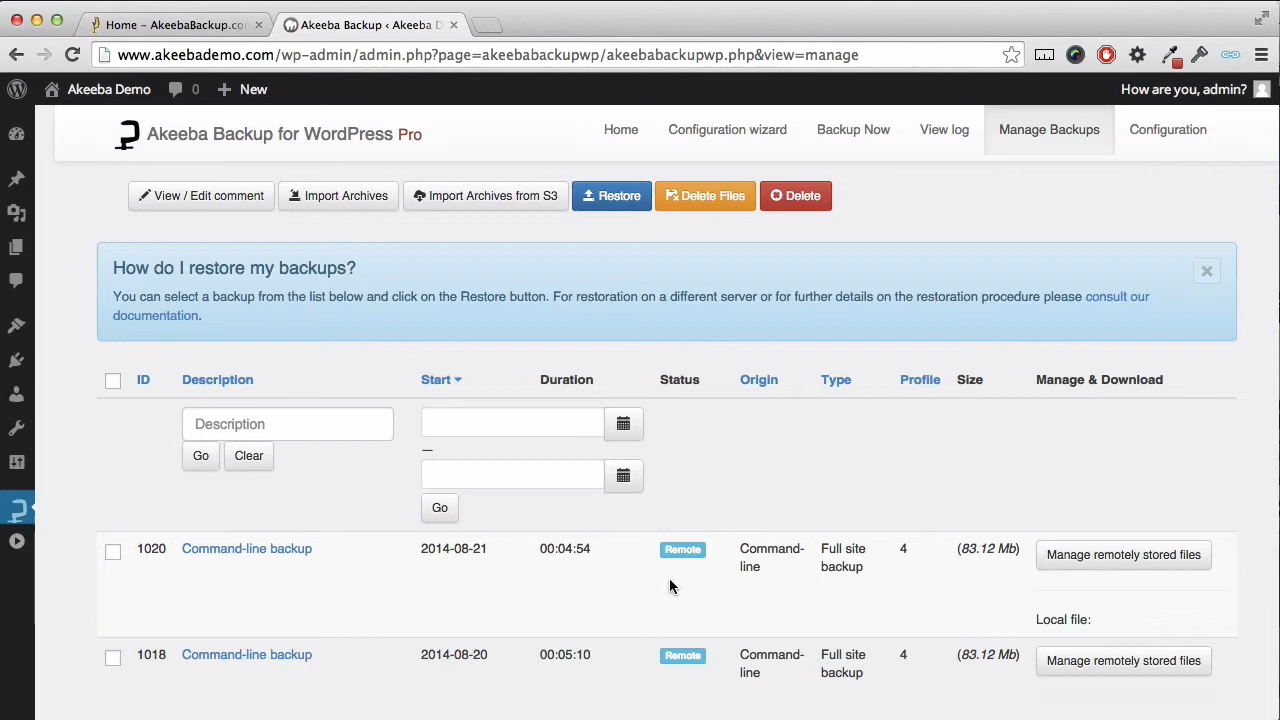 Home – AkeebaBackup.co
Akeeba Backup ‹ Akeeba D
www.akeebademo.com/wp-admin/admin.php?page=akeebabackupwp/akeebabackupwp.php&view=manage
Akeeba Demo 0 New How are you, admin?
Akeeba Backup for WordPress Pro
Home Configuration wizard Backup Now View log Manage Backups Configuration
View / Edit comment Import Archives Import Archives from S3 Restore Delete Files Delete
How do I restore my backups?
You can select a backup from the list below and click on the Restore button. For restoration on a different server or for further details on the restoration procedure please consult our
documentation.
ID Description Start Duration Status Origin Type Profile Size Manage & Download
Description
Go Clear
—
Go
1020 Command-line backup 2014-08-21 00:04:54 Remote Command-line Full site backup 4 (83.12 Mb) Manage remotely stored files
Local file:
1018 Command-line backup 2014-08-20 00:05:10 Remote Command-line Full site backup 4 (83.12 Mb) Manage remotely stored files